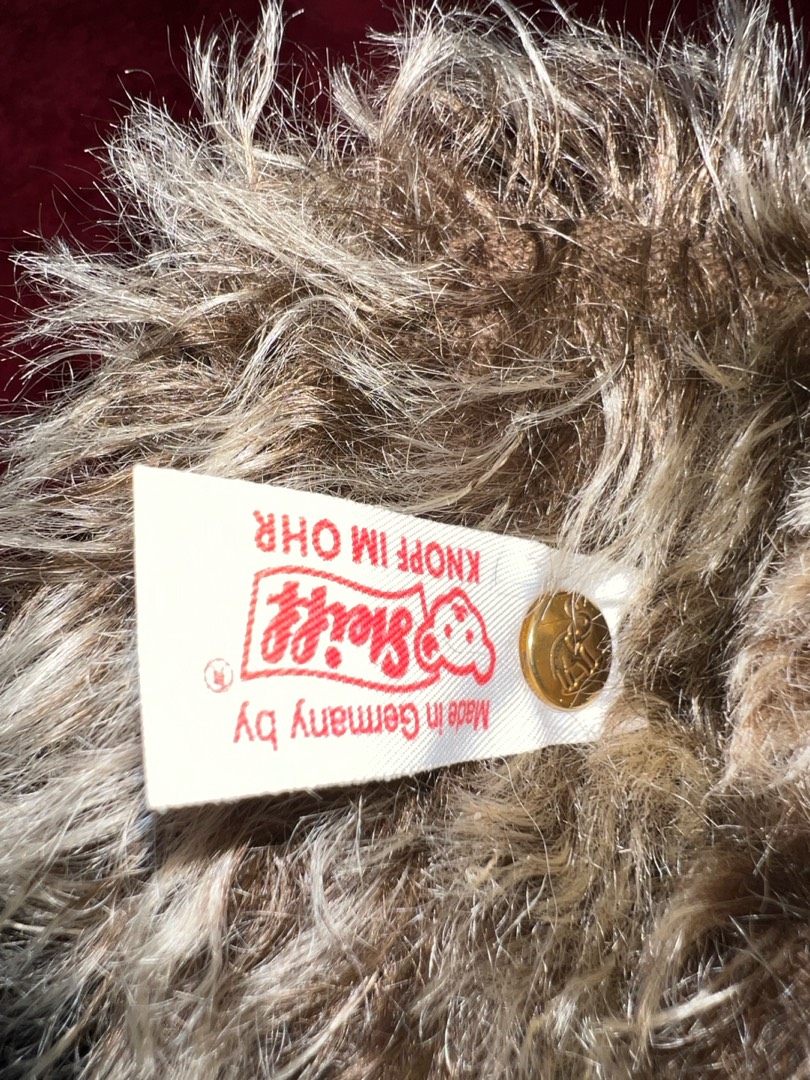 Made in Germany by
Steiff
®
KNOPF IM OHR